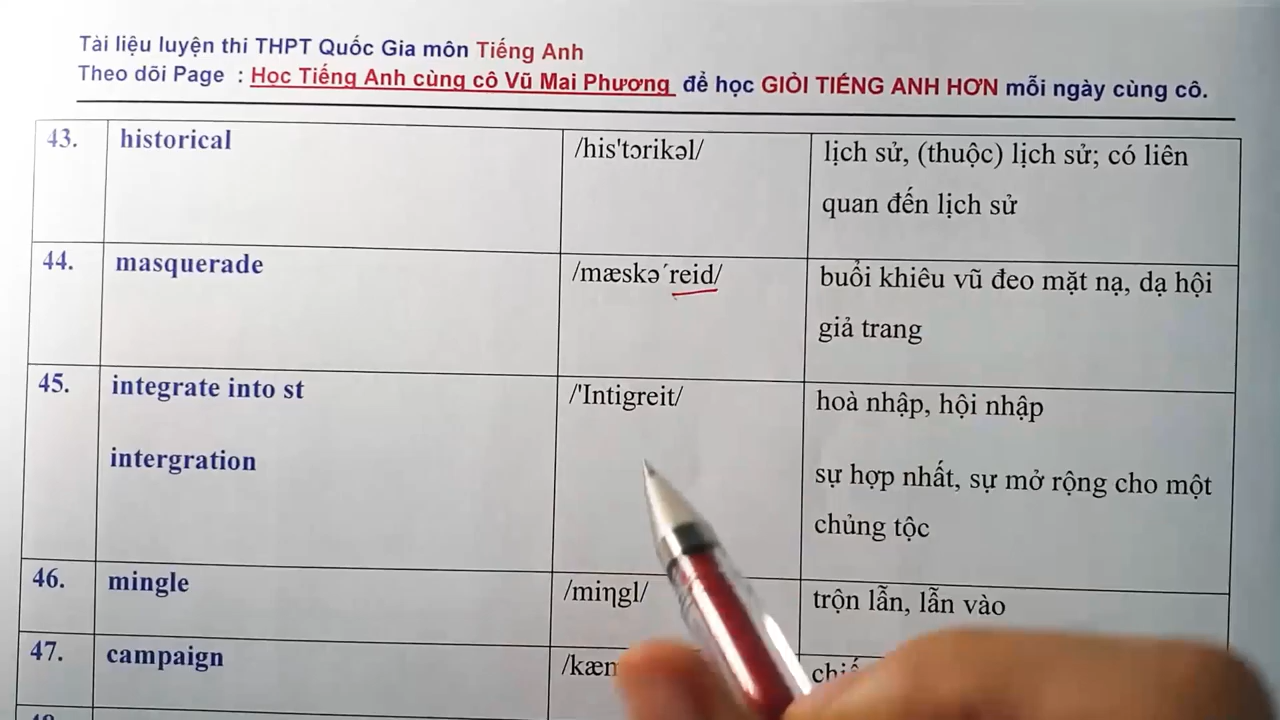 Tài liệu luyện thi THPT Quốc Gia môn Tiếng Anh
Theo dõi Page : Học Tiếng Anh cùng cô Vũ Mai Phương để học GIỎI TIẾNG ANH HƠN mỗi ngày cùng cô.
43. historical /his'tɔrikəl/ lịch sử, (thuộc) lịch sử; có liên
quan đến lịch sử
44. masquerade /mæskə´reid/ buổi khiêu vũ đeo mặt nạ, dạ hội
giả trang
45. integrate into st /'Intigreit/ hoà nhập, hội nhập
intergration sự hợp nhất, sự mở rộng cho một
chủng tộc
46. mingle /miηgl/ trộn lẫn, lẫn vào
47. campaign